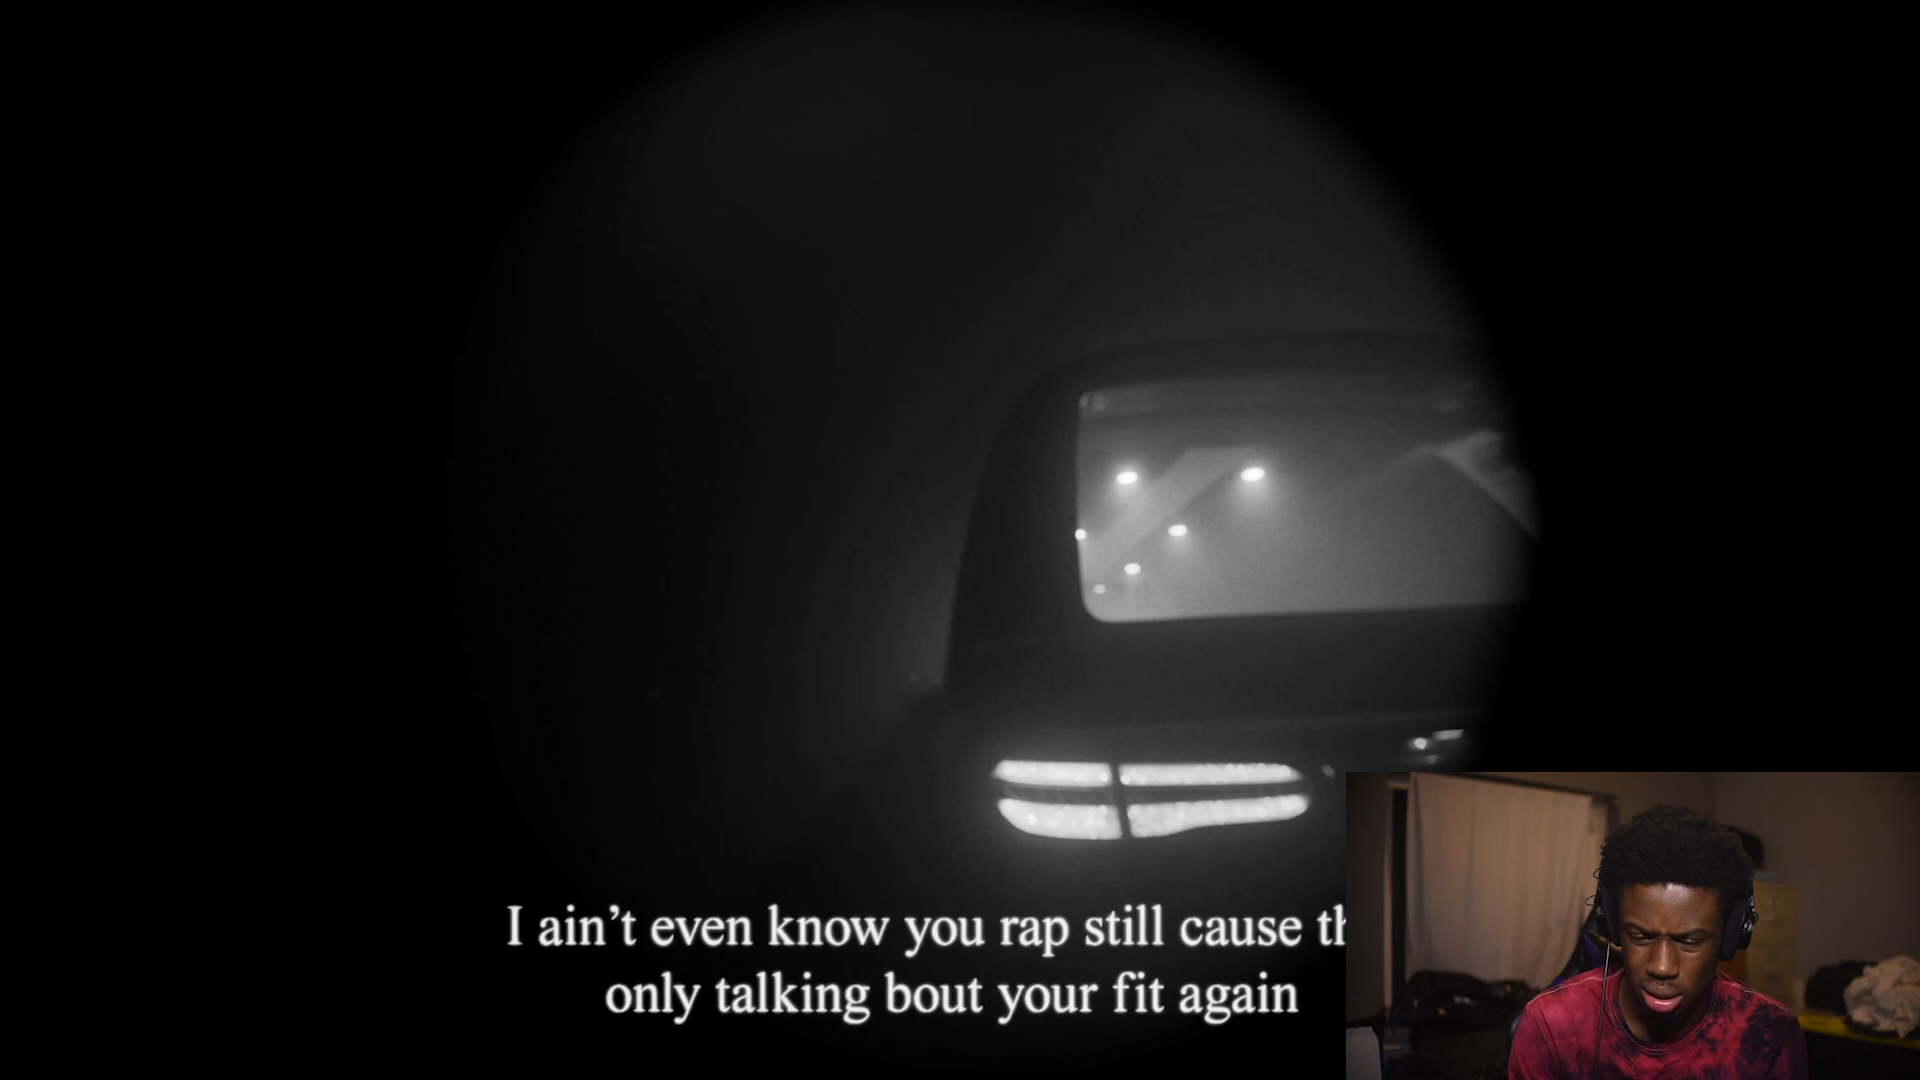 I ain’t even know you rap still cause
only talking bout your fit again